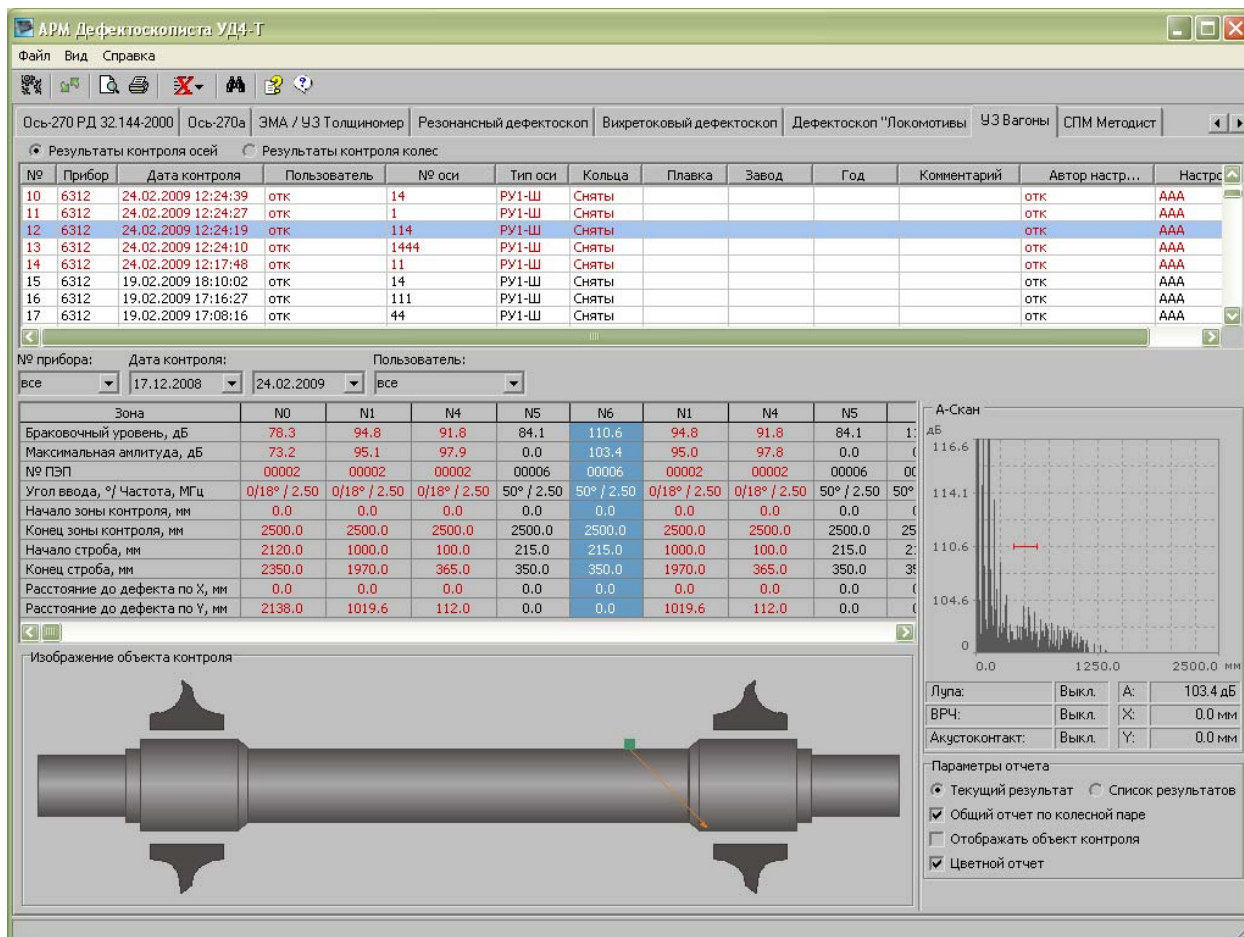 АРМ Дефектоскописта УД4-Т
Файл Вид Справка
Ось-270 РД 32.144-2000 Ось-270а ЭМА / УЗ Толщиномер Резонансный дефектоскоп Вихретоковый дефектоскоп Дефектоскоп "Локомотивы УЗ Вагоны СПМ Методист
Результаты контроля осей Результаты контроля колес
№ Прибор Дата контроля Пользователь № оси Тип оси Кольца Плавка Завод Год Комментарий Автор настр... Настро
10 6312 24.02.2009 12:24:39 отк 14 РУ1-Ш Сняты отк ААА
11 6312 24.02.2009 12:24:27 отк 1 РУ1-Ш Сняты отк ААА
12 6312 24.02.2009 12:24:19 отк 114 РУ1-Ш Сняты отк ААА
13 6312 24.02.2009 12:24:10 отк 1444 РУ1-Ш Сняты отк ААА
14 6312 24.02.2009 12:17:48 отк 11 РУ1-Ш Сняты отк ААА
15 6312 19.02.2009 18:10:02 отк 14 РУ1-Ш Сняты отк ААА
16 6312 19.02.2009 17:16:27 отк 111 РУ1-Ш Сняты отк ААА
17 6312 19.02.2009 17:08:16 отк 44 РУ1-Ш Сняты отк ААА
№ прибора: Дата контроля: Пользователь:
все 17.12.2008 24.02.2009 все
Зона N0 N1 N4 N5 N6 N1 N4 N5
Браковочный уровень, дБ 78.3 94.8 91.8 84.1 110.6 94.8 91.8 84.1
Максимальная амлитуда, дБ 73.2 95.1 97.9 0.0 103.4 95.0 97.8 0.0
№ ПЭП 00002 00002 00002 00006 00006 00002 00002 00006
Угол ввода, °/ Частота, МГц 0/18° / 2.50 0/18° / 2.50 0/18° / 2.50 50° / 2.50 50° / 2.50 0/18° / 2.50 0/18° / 2.50 50° / 2.50 50°
Начало зоны контроля, мм 0.0 0.0 0.0 0.0 0.0 0.0 0.0 0.0
Конец зоны контроля, мм 2500.0 2500.0 2500.0 2500.0 2500.0 2500.0 2500.0 2500.0
Начало строба, мм 2120.0 1000.0 100.0 215.0 215.0 1000.0 100.0 215.0
Конец строба, мм 2350.0 1970.0 365.0 350.0 350.0 1970.0 365.0 350.0
Расстояние до дефекта по X, мм 0.0 0.0 0.0 0.0 0.0 0.0 0.0 0.0
Расстояние до дефекта по Y, мм 2138.0 1019.6 112.0 0.0 0.0 1019.6 112.0 0.0
А-Скан
дБ
116.6
114.1
110.6
104.6
0
0.0 1250.0 2500.0 мм
Лупа: Выкл. А: 103.4 дБ
ВРЧ: Выкл. X: 0.0 мм
Акустоконтакт: Выкл. Y: 0.0 мм
Изображение объекта контроля
Параметры отчета
Текущий результат Список результатов
Общий отчет по колесной паре
Отображать объект контроля
Цветной отчет